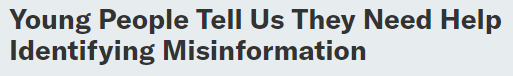 Young People Tell Us They Need Help
Identifying Misinformation